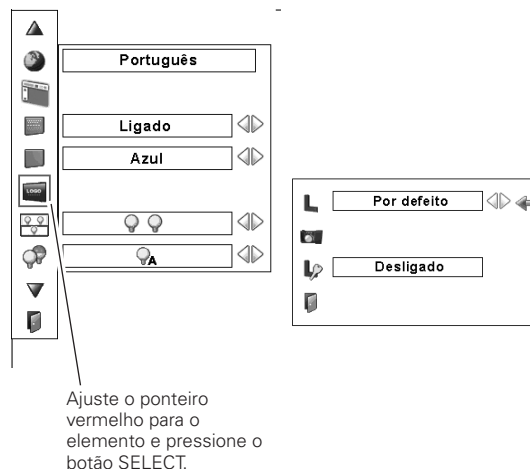 Português
Ligado
Azul
LOGO
A
Por defeito
Desligado
Ajuste o ponteiro
vermelho para o
elemento e pressione o
botão SELECT.